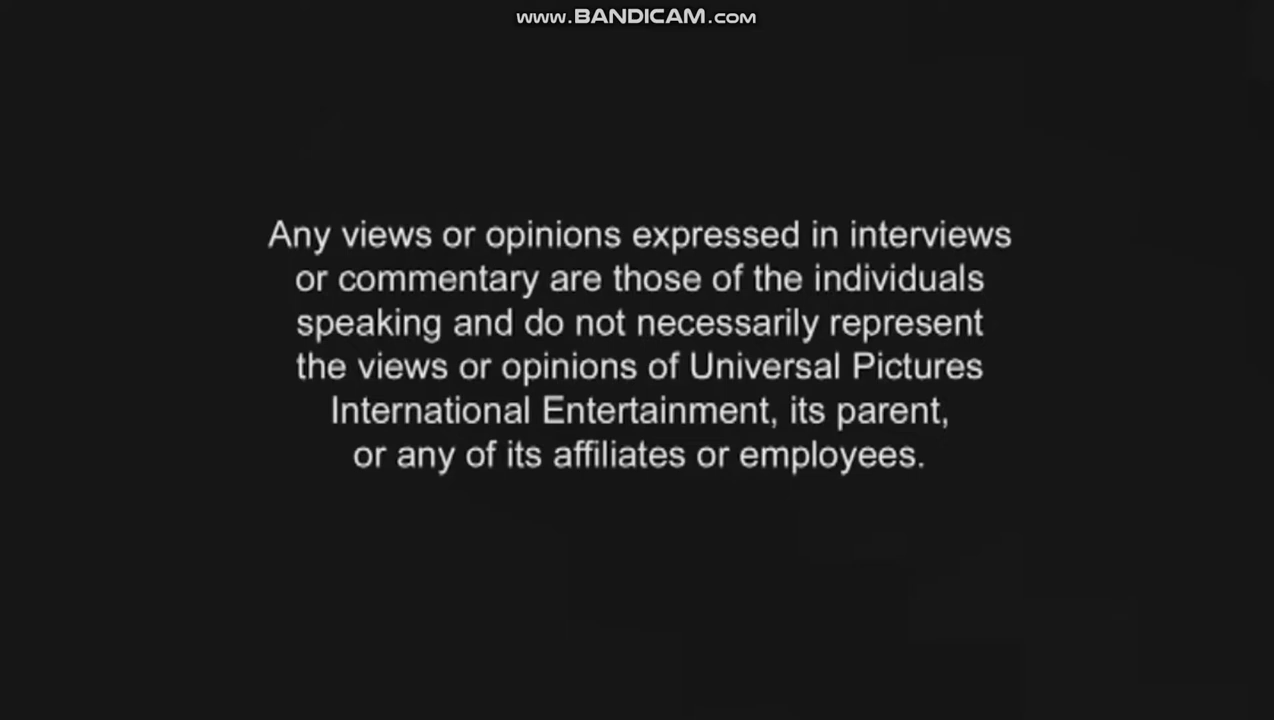 www.BANDICAM.com
Any views or opinions expressed in interviews
or commentary are those of the individuals
speaking and do not necessarily represent
the views or opinions of Universal Pictures
International Entertainment, its parent,
or any of its affiliates or employees.